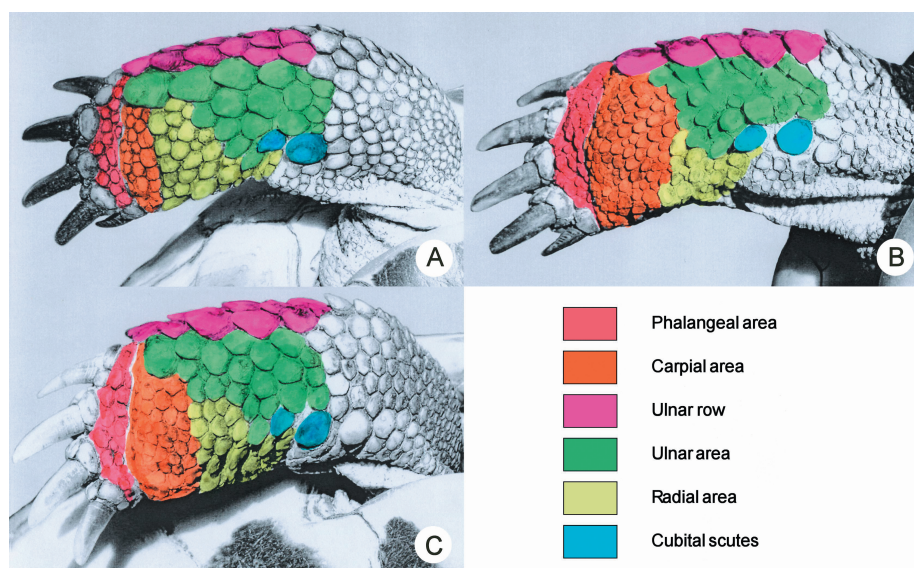 A
B
C
Phalangeal area
Carpial area
Ulnar row
Ulnar area
Radial area
Cubital scutes